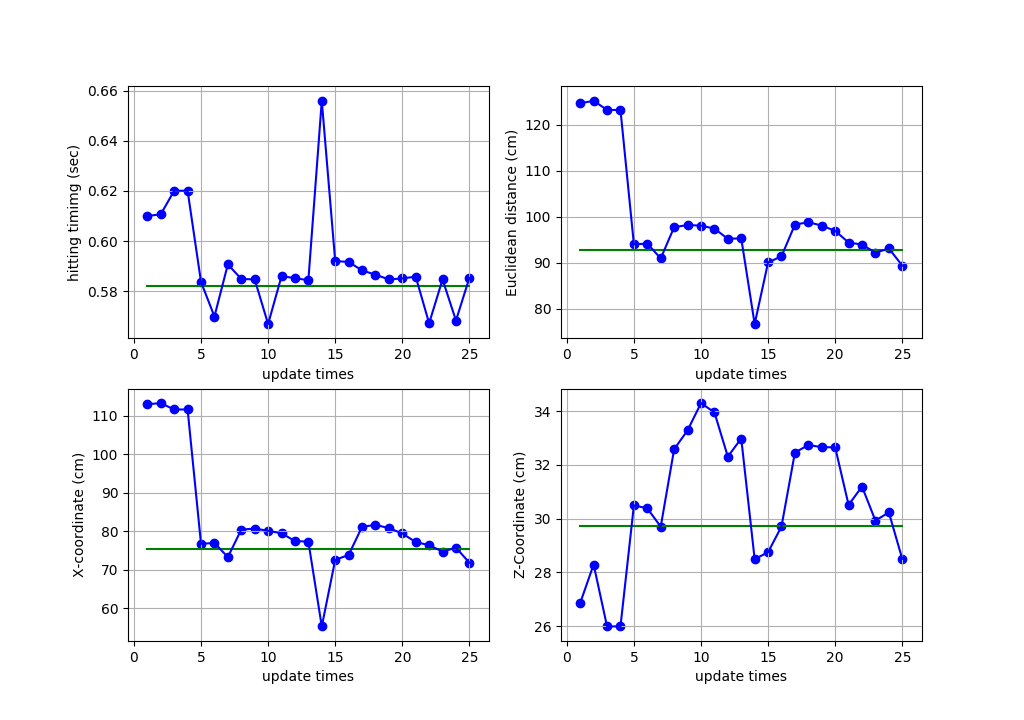 0.66
0.64
0.62
0.60
0.58
hitting timimg (sec)
0 5 10 15 20 25
update times
120
110
100
90
80
Euclidean distance (cm)
0 5 10 15 20 25
update times
110
100
90
80
70
60
X-coordinate (cm)
0 5 10 15 20 25
update times
34
32
30
28
26
Z-Coordinate (cm)
0 5 10 15 20 25
update times